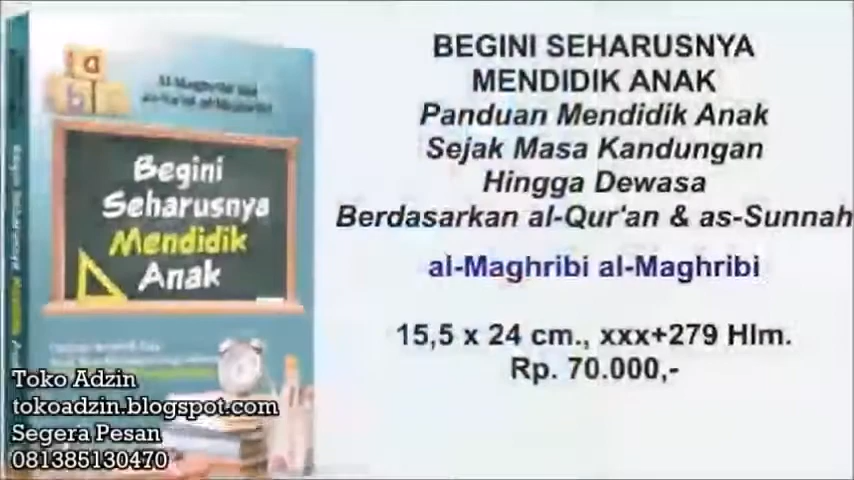 a
b
Begini
Seharusnya
Mendidik
Anak
Toko Adzin
tokoadzin.blogspot.com
Segera Pesan
081385130470
BEGINI SEHARUSNYA
MENDIDIK ANAK
Panduan Mendidik Anak
Sejak Masa Kandungan
Hingga Dewasa
Berdasarkan al-Qur'an & as-Sunnah
al-Maghribi al-Maghribi
15,5 x 24 cm., xxx+279 Hlm.
Rp. 70.000,-